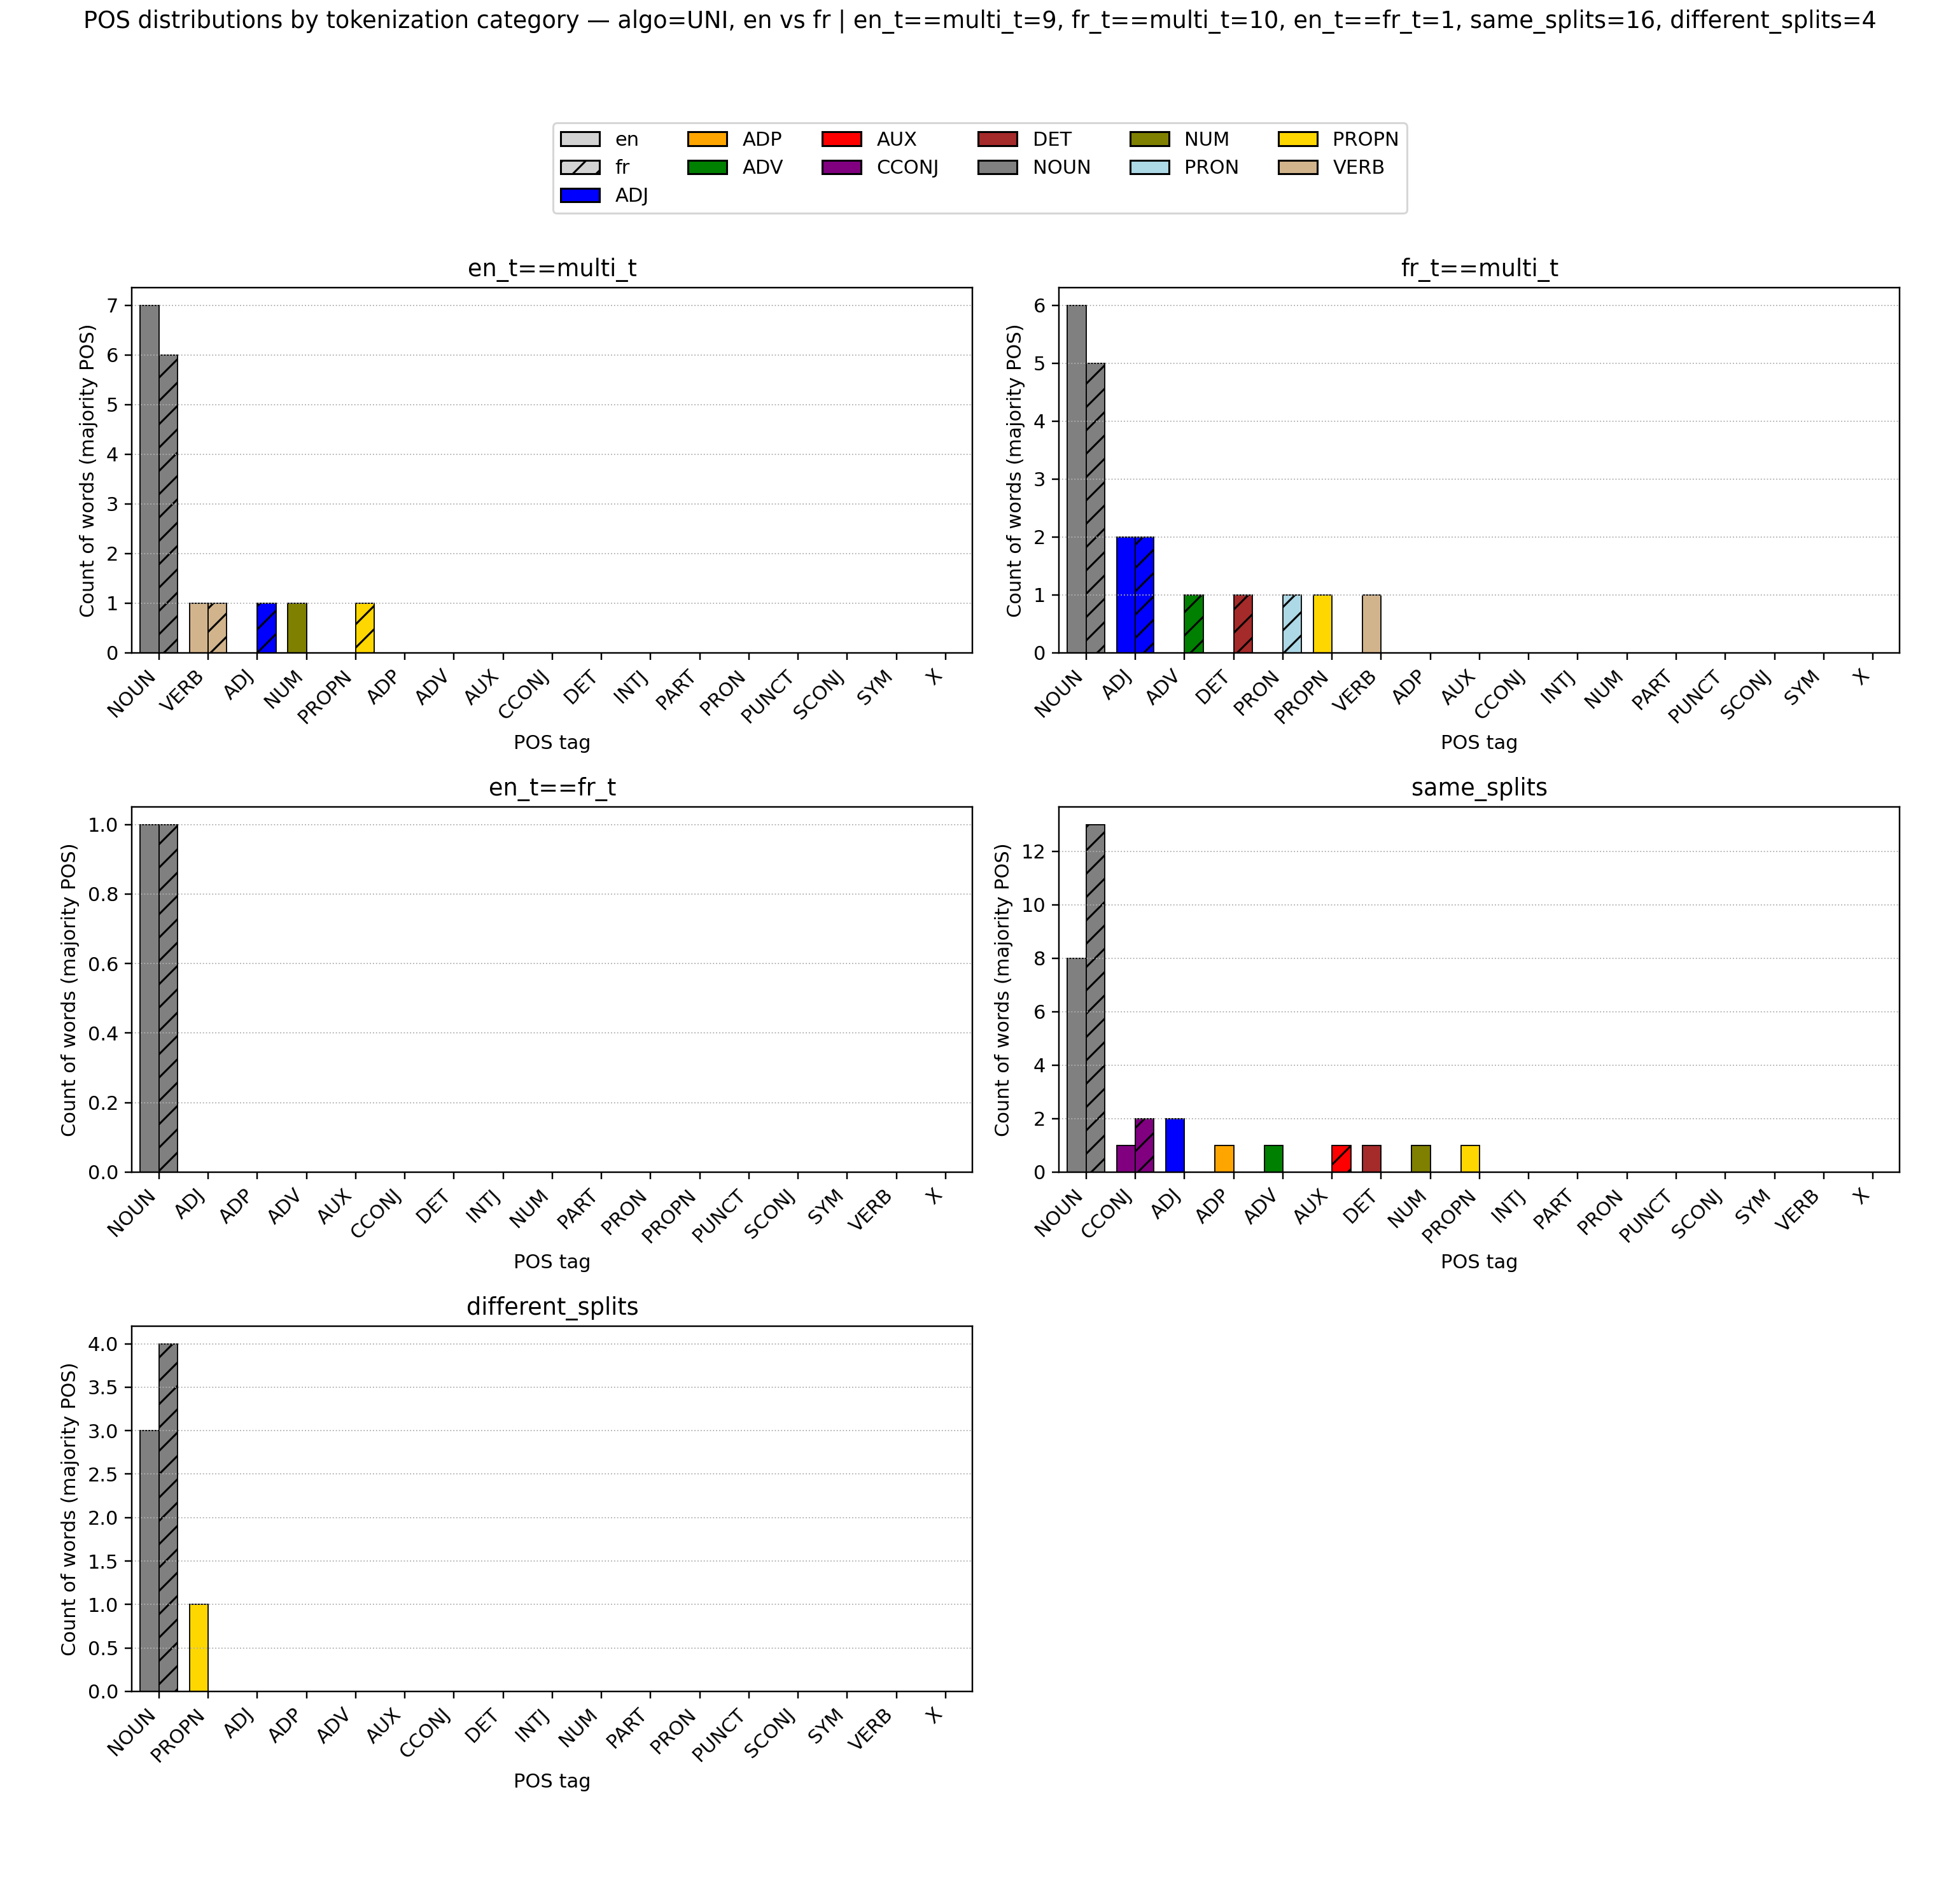 POS distributions by tokenization category — algo=UNI, en vs fr | en_t==multi_t=9, fr_t==multi_t=10, en_t==fr_t=1, same_splits=16, different_splits=4
en ADP AUX DET NUM PROPN
fr ADV CCONJ NOUN PRON VERB
ADJ
en_t==multi_t
Count of words (majority POS)
7
6
5
4
3
2
1
0
NOUN VERB ADJ NUM PROPN ADP ADV AUX CCONJ DET INTJ PART PRON PUNCT SCONJ SYM X
POS tag
fr_t==multi_t
Count of words (majority POS)
6
5
4
3
2
1
0
NOUN ADJ ADV DET PRON PROPN VERB ADP AUX CCONJ INTJ NUM PART PUNCT SCONJ SYM X
POS tag
en_t==fr_t
Count of words (majority POS)
1.0
0.8
0.6
0.4
0.2
0.0
NOUN ADJ ADP ADV AUX CCONJ DET INTJ NUM PART PRON PROPN PUNCT SCONJ SYM VERB X
POS tag
same_splits
Count of words (majority POS)
12
10
8
6
4
2
0
NOUN CCONJ ADJ ADP ADV AUX DET NUM PROPN INTJ PART PRON PUNCT SCONJ SYM VERB X
POS tag
different_splits
Count of words (majority POS)
4.0
3.5
3.0
2.5
2.0
1.5
1.0
0.5
0.0
NOUN PROPN ADJ ADP ADV AUX CCONJ DET INTJ NUM PART PRON PUNCT SCONJ SYM VERB X
POS tag